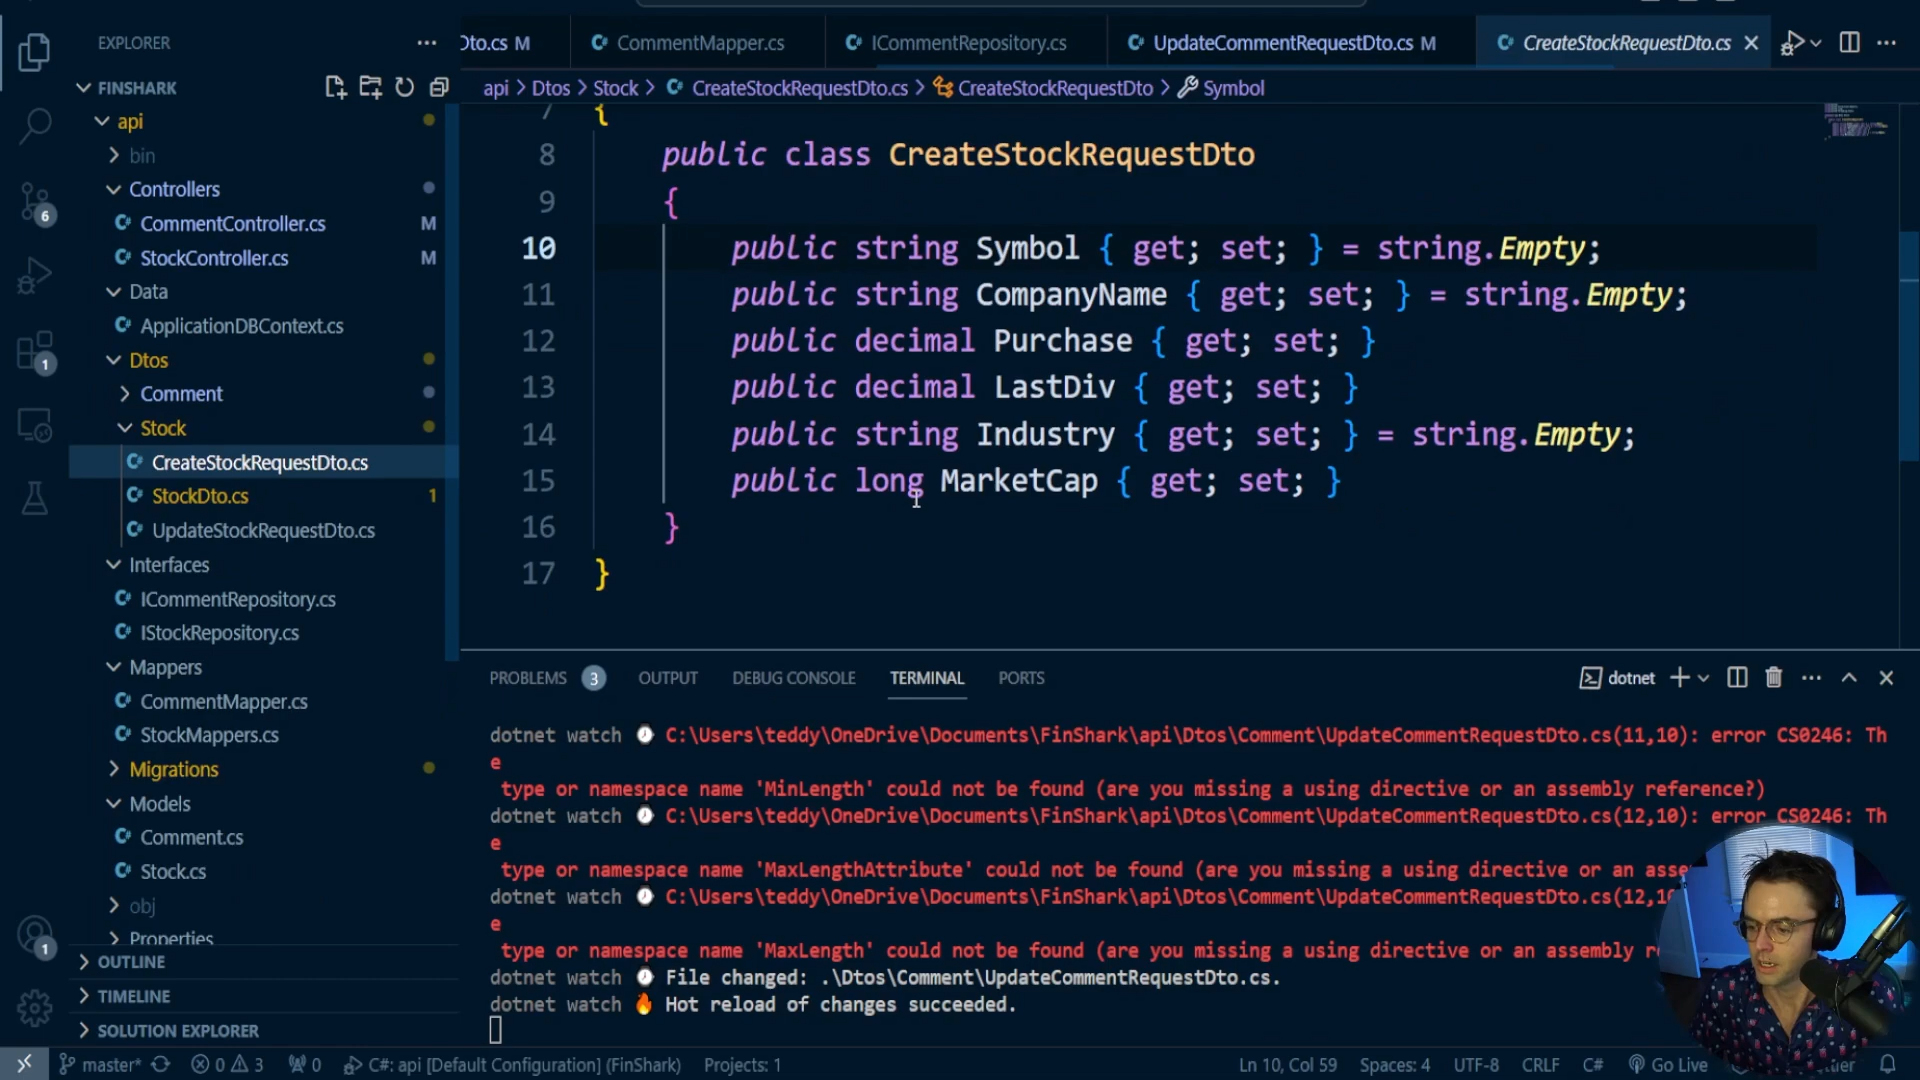 EXPLORER
FINSHARK
api
bin
Controllers
CommentController.cs M
StockController.cs M
Data
ApplicationDBContext.cs
Dtos
Comment
Stock
CreateStockRequestDto.cs
StockDto.cs 1
UpdateStockRequestDto.cs
Interfaces
ICommentRepository.cs
IStockRepository.cs
Mappers
CommentMapper.cs
StockMappers.cs
Migrations
Models
Comment.cs
Stock.cs
obj
Properties
OUTLINE
TIMELINE
SOLUTION EXPLORER
6
1
1
Dto.cs M
CommentMapper.cs
ICommentRepository.cs
UpdateCommentRequestDto.cs M
CreateStockRequestDto.cs
api > Dtos > Stock > CreateStockRequestDto.cs > CreateStockRequestDto > Symbol
7 {
8 public class CreateStockRequestDto
9 {
10 public string Symbol { get; set; } = string.Empty;
11 public string CompanyName { get; set; } = string.Empty;
12 public decimal Purchase { get; set; }
13 public decimal LastDiv { get; set; }
14 public string Industry { get; set; } = string.Empty;
15 public long MarketCap { get; set; }
16 }
17 }
PROBLEMS 3 OUTPUT DEBUG CONSOLE TERMINAL PORTS
dotnet
dotnet watch C:\Users\teddy\OneDrive\Documents\FinShark\api\Dtos\Comment\UpdateCommentRequestDto.cs(11,10): error CS0246: Th
e
type or namespace name 'MinLength' could not be found (are you missing a using directive or an assembly reference?)
dotnet watch C:\Users\teddy\OneDrive\Documents\FinShark\api\Dtos\Comment\UpdateCommentRequestDto.cs(12,10): error CS0246: Th
e
type or namespace name 'MaxLengthAttribute' could not be found (are you missing a using directive or an asse
dotnet watch C:\Users\teddy\OneDrive\Documents\FinShark\api\Dtos\Comment\UpdateCommentRequestDto.cs(12,10
e
type or namespace name 'MaxLength' could not be found (are you missing a using directive or an assembly r
dotnet watch File changed: .\Dtos\Comment\UpdateCommentRequestDto.cs.
dotnet watch Hot reload of changes succeeded.
master* 0 3 0 C#: api [Default Configuration] (FinShark) Projects: 1 Ln 10, Col 59 Spaces: 4 UTF-8 CRLF C# Go Live